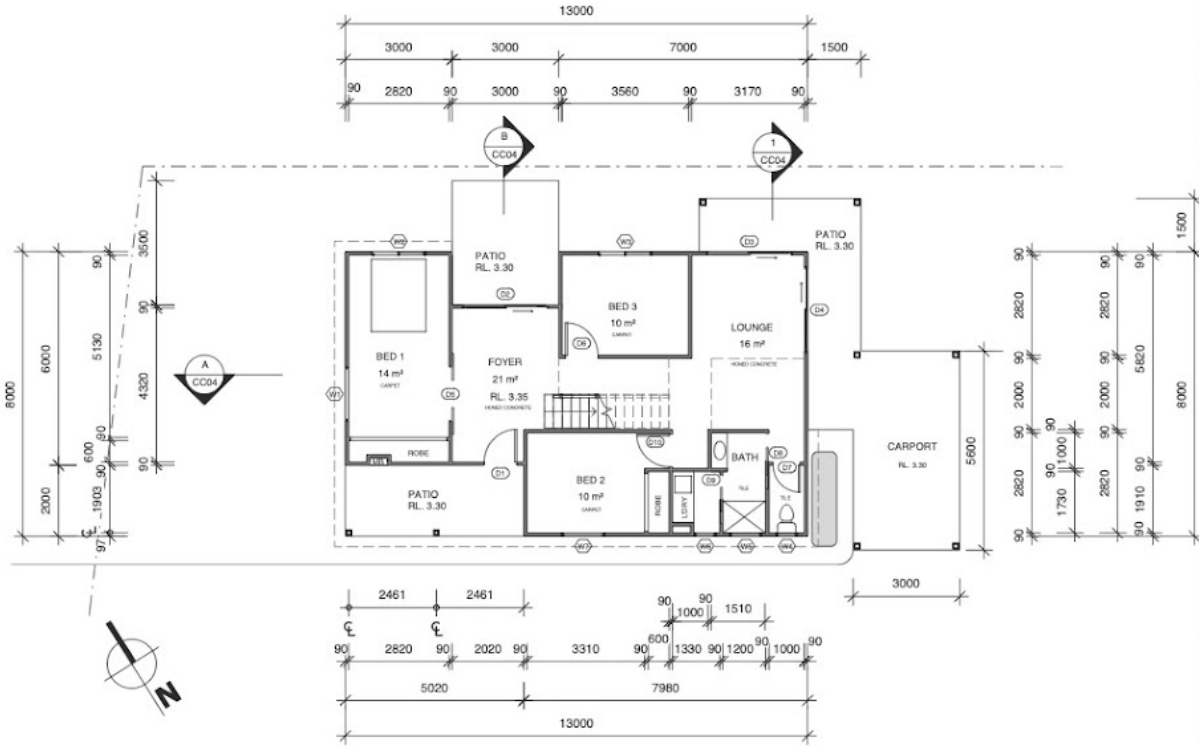 13000
3000 3000 7000 1500
90 2820 90 3000 90 3560 90 3170 90
B
CC04
1
CC04
W2
W3
D3
PATIO
RL. 3.30
PATIO
RL. 3.30
D2
BED 3
10 m²
CARPET
D6
D4
LOUNGE
16 m²
HONED CONCRETE
BED 1
14 m²
CARPET
FOYER
21 m²
RL. 3.35
HONED CONCRETE
W1
D5
A
CC04
ROBE
D1
D10
BED 2
10 m²
CARPET
ROBE
L'DRY
D9
BATH
TILE
D8
D7
TILE
PATIO
RL. 3.30
W7
W6
W5
W4
CARPORT
RL. 3.30
8000
6000
2000
90
5130
90
600
90
1903
97
3500
90
4320
90
1500
8000
90
5820
90
1910
90
90
2820
90
2000
90
2820
90
90
1000
90
1730
90
2820
90
2000
90
2820
90
5600
3000
2461 2461
90 1000 90 1510
90 2820 90 2020 90 3310 90 600 1330 90 1200 90 1000 90
5020 7980
13000
N